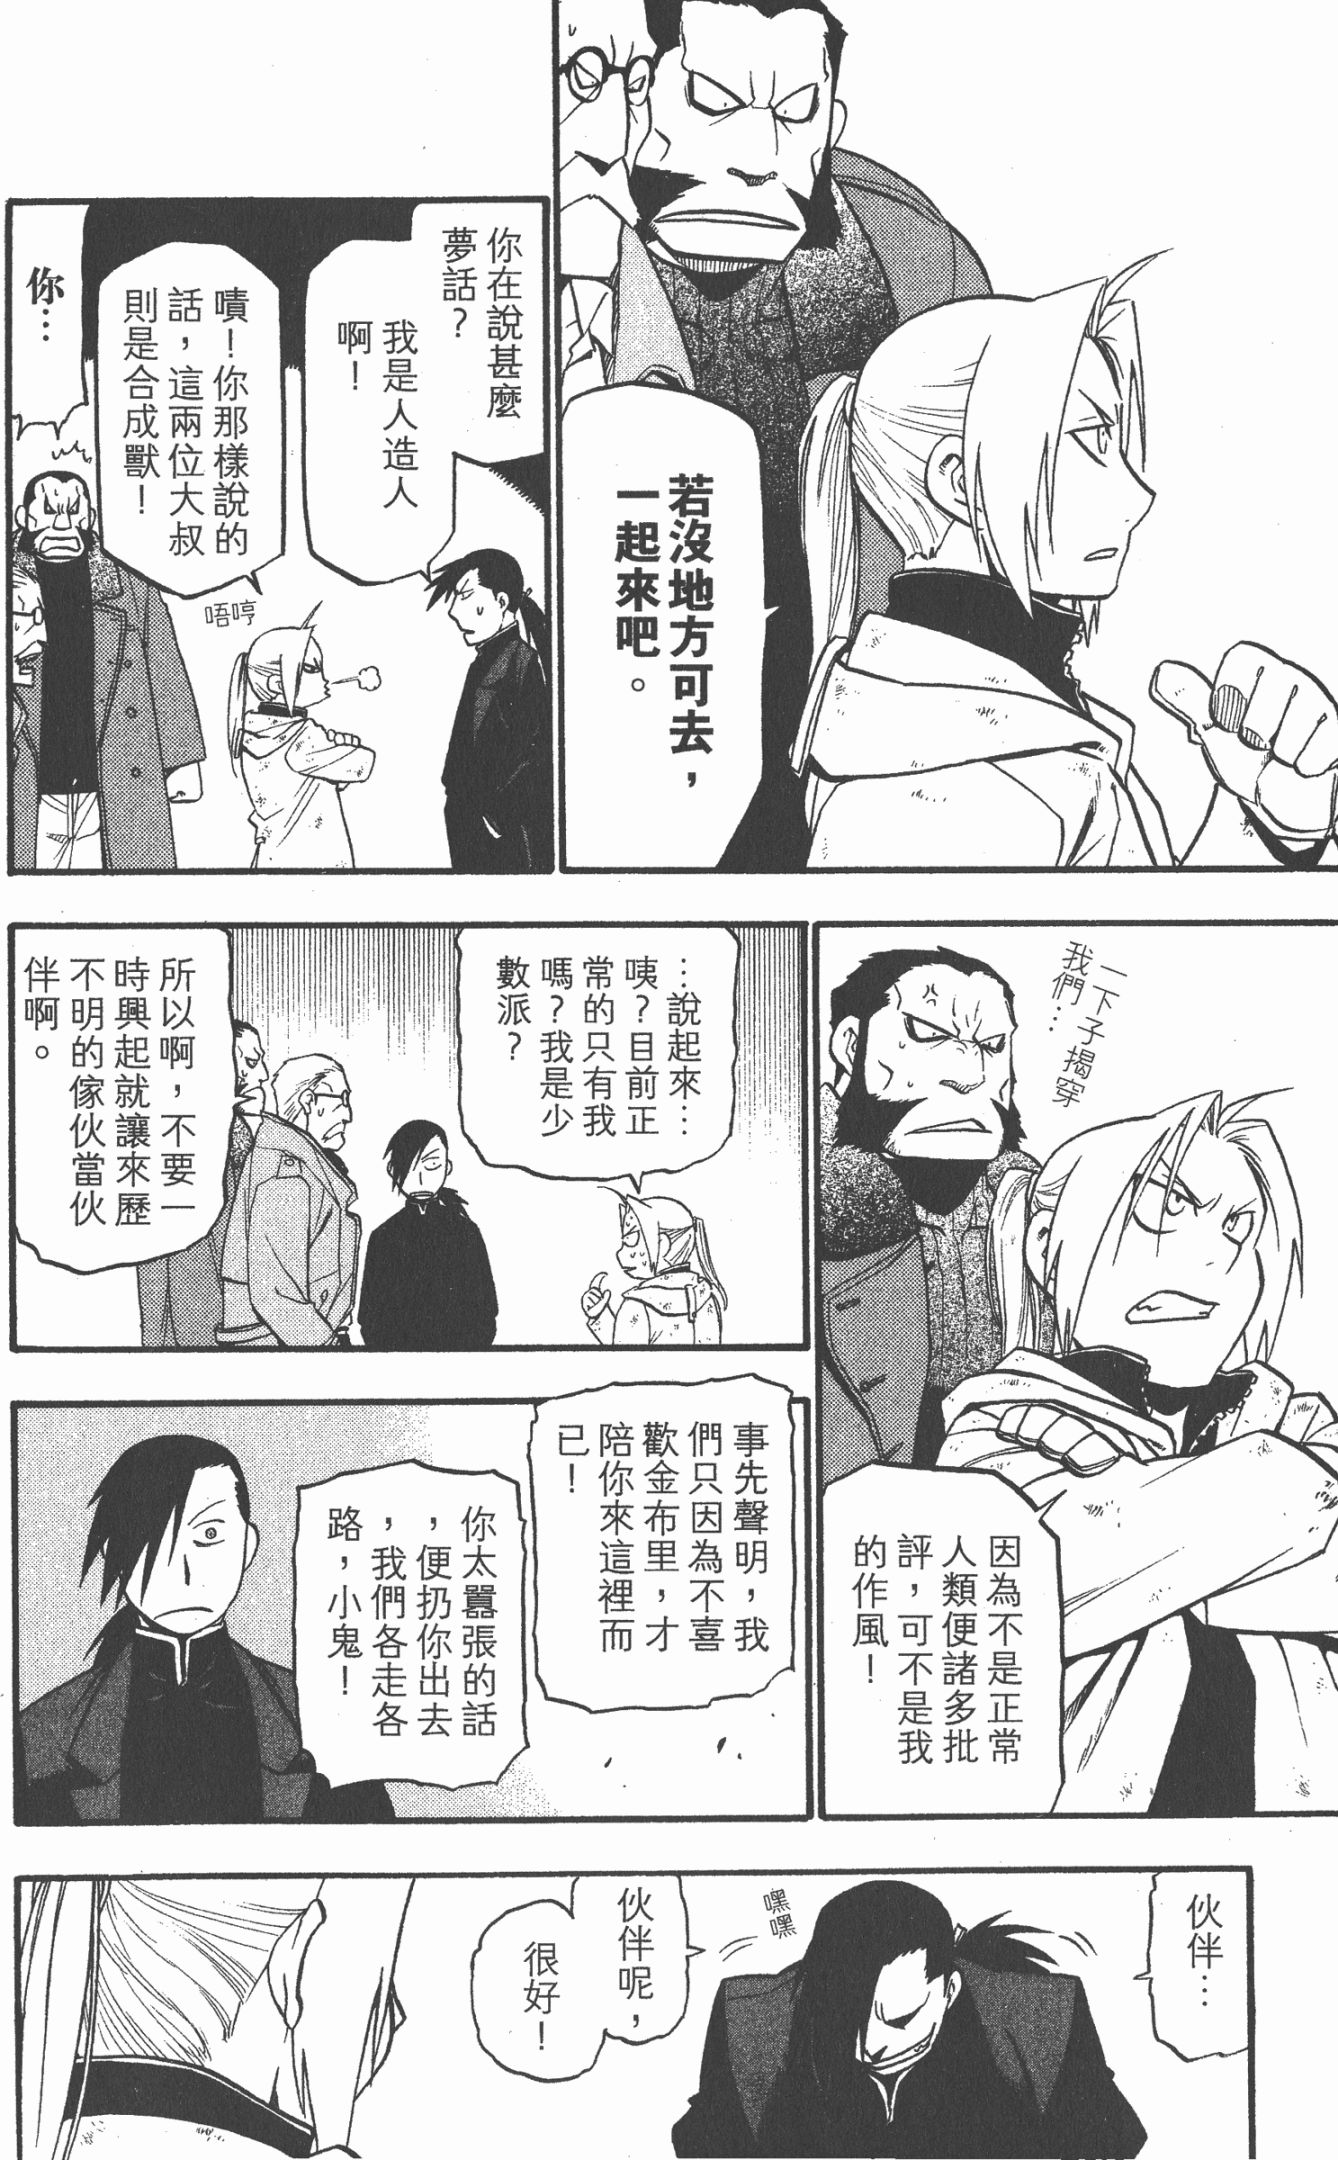 若沒地方可去，
一起來吧。
你在說甚麼
夢話？
我是人造人
啊！
嘖！你那樣說的
話，這兩位大叔
則是合成獸！
唔哼
你…
一下子揭穿
我們…
因為不是正常
人類便諸多批
評，可不是我
的作風！
…說起來…
咦？目前正
常的只有我
嗎？我是少
數派？
所以啊，不要一
時興起就讓來歷
不明的傢伙當伙
伴啊。
事先聲明，我
們只因為不喜
歡金布里，才
陪你來這裡而
已！
你太囂張的話
，便扔你出去
，我們各走各
路，小鬼！
伙伴…
嘿嘿
伙伴呢，
很好！